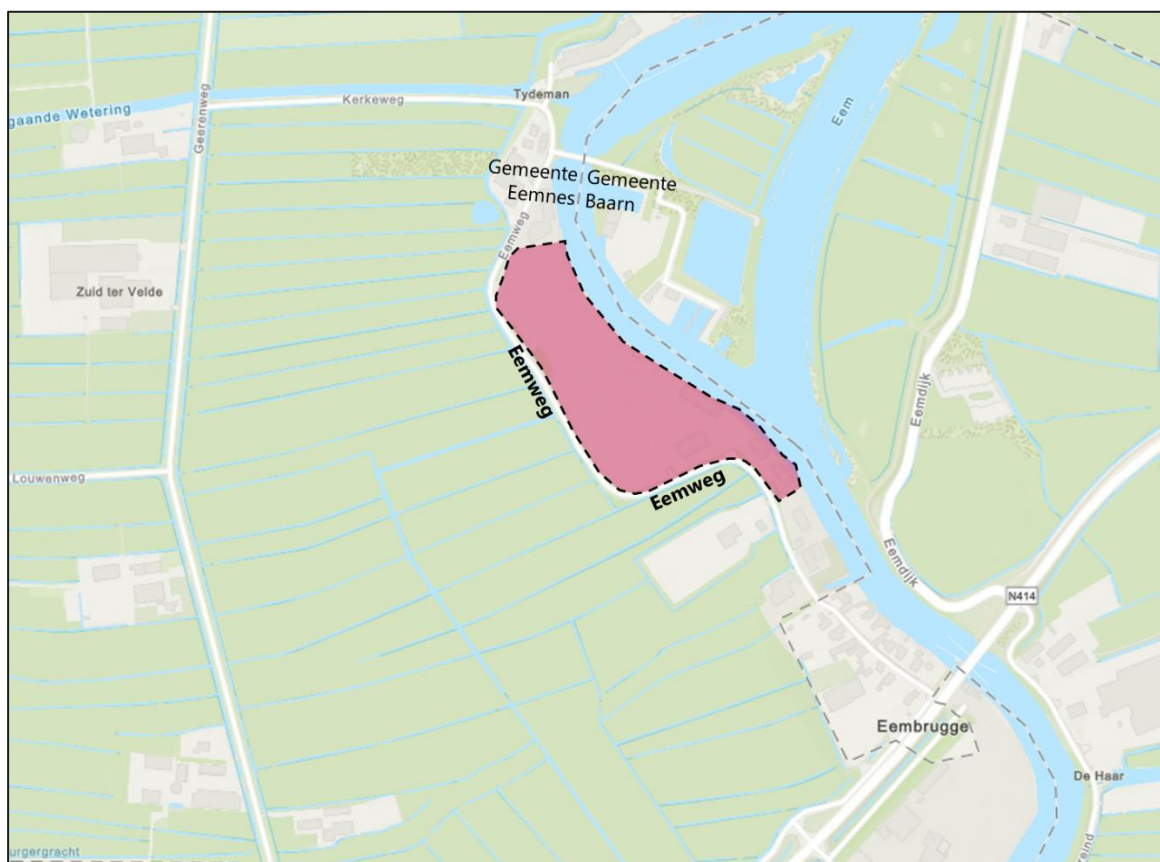 Tydeman
Kerkeweg
gaande Wetering
Geerenweg
Eem
Gemeente Gemeente
Eemnes Baarn
Eemweg
Zuid ter Velde
Eemweg
Eemdijk
Louwenweg
Eemweg
Eemdijk
N414
Eembrugge
De Haar
urgergracht
eind